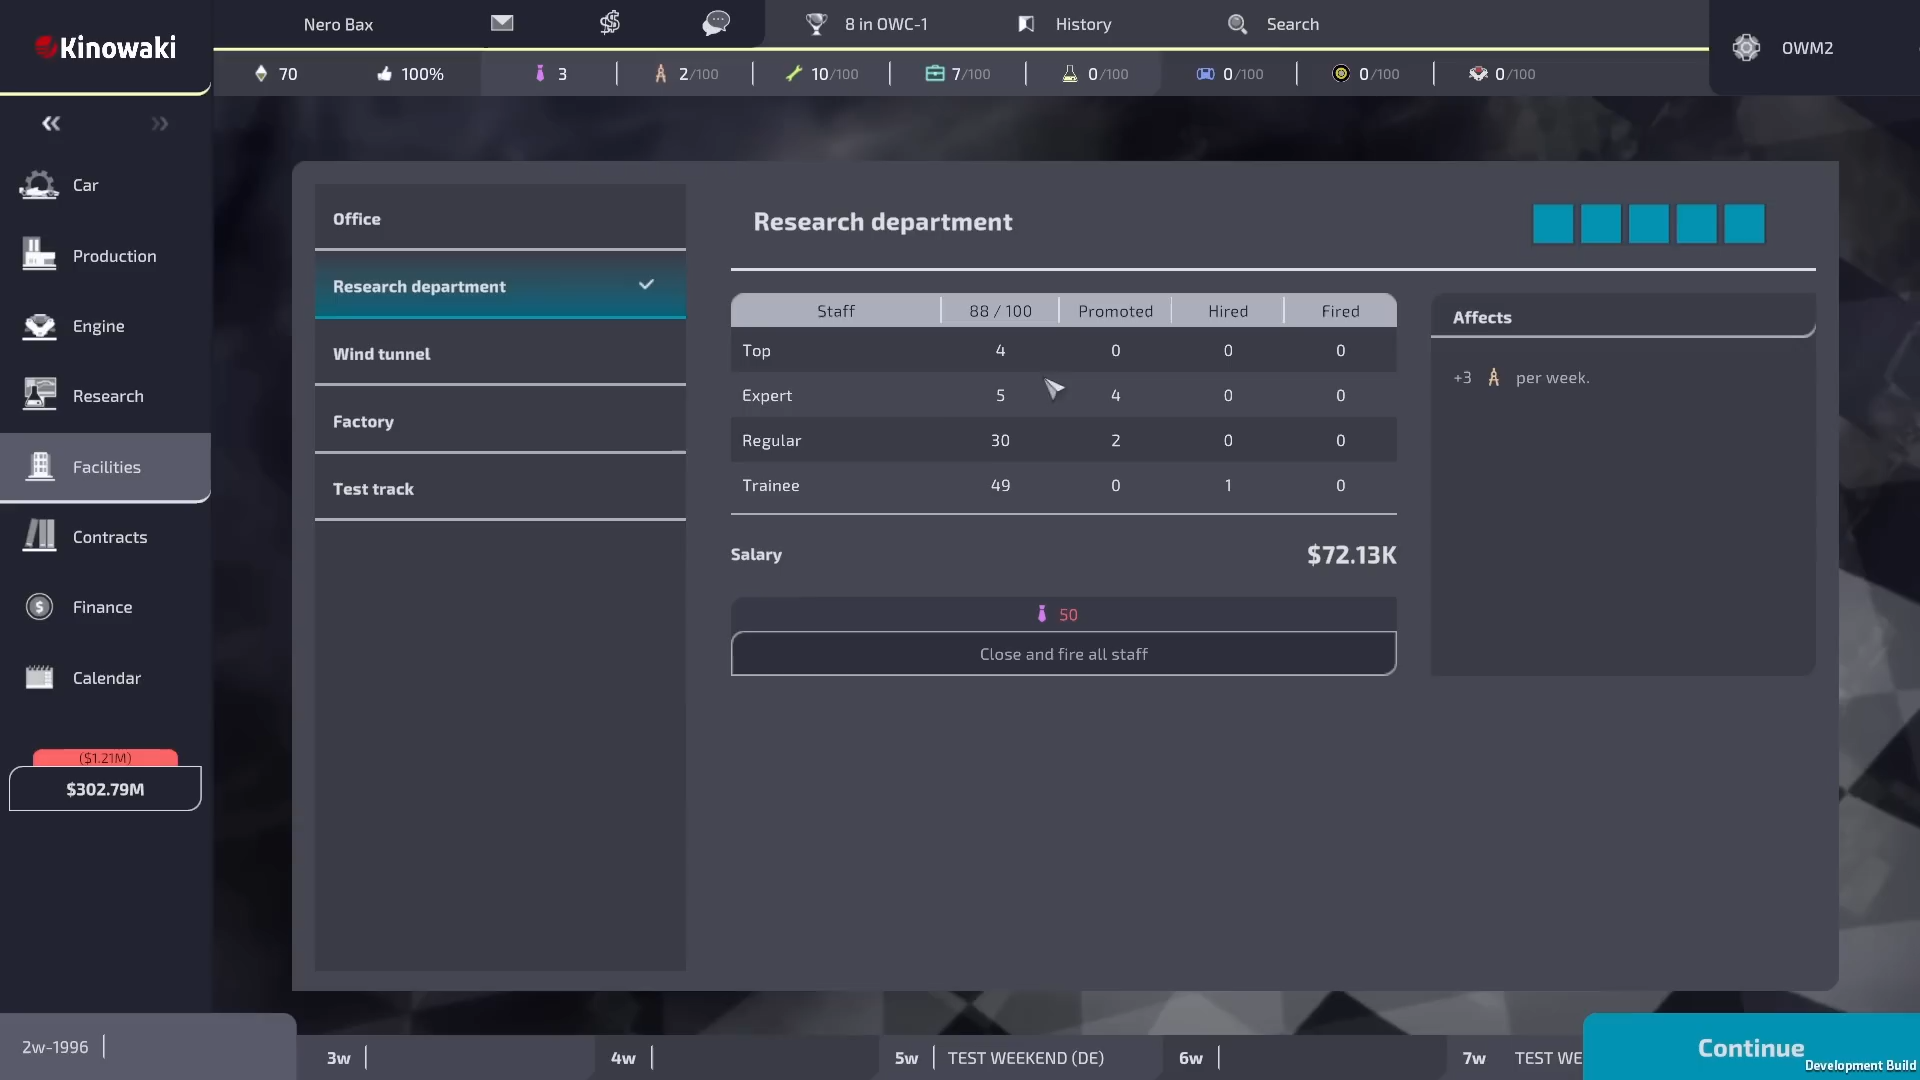 Kinowaki
Nero Bax
8 in OWC-1
History
Search
OWM2
70
100%
3
2/100
10/100
7/100
0/100
0/100
0/100
0/100
Car
Production
Engine
Research
Facilities
Contracts
Finance
Calendar
($1.21M)
$302.79M
Office
Research department
Wind tunnel
Factory
Test track
Research department
Staff 88 / 100 Promoted Hired Fired
Top 4 0 0 0
Expert 5 4 0 0
Regular 30 2 0 0
Trainee 49 0 1 0
Salary $72.13K
50
Close and fire all staff
Affects
+3 per week.
2w-1996
3w
4w
5w TEST WEEKEND (DE)
6w
7w TEST WE
Continue
Development Build